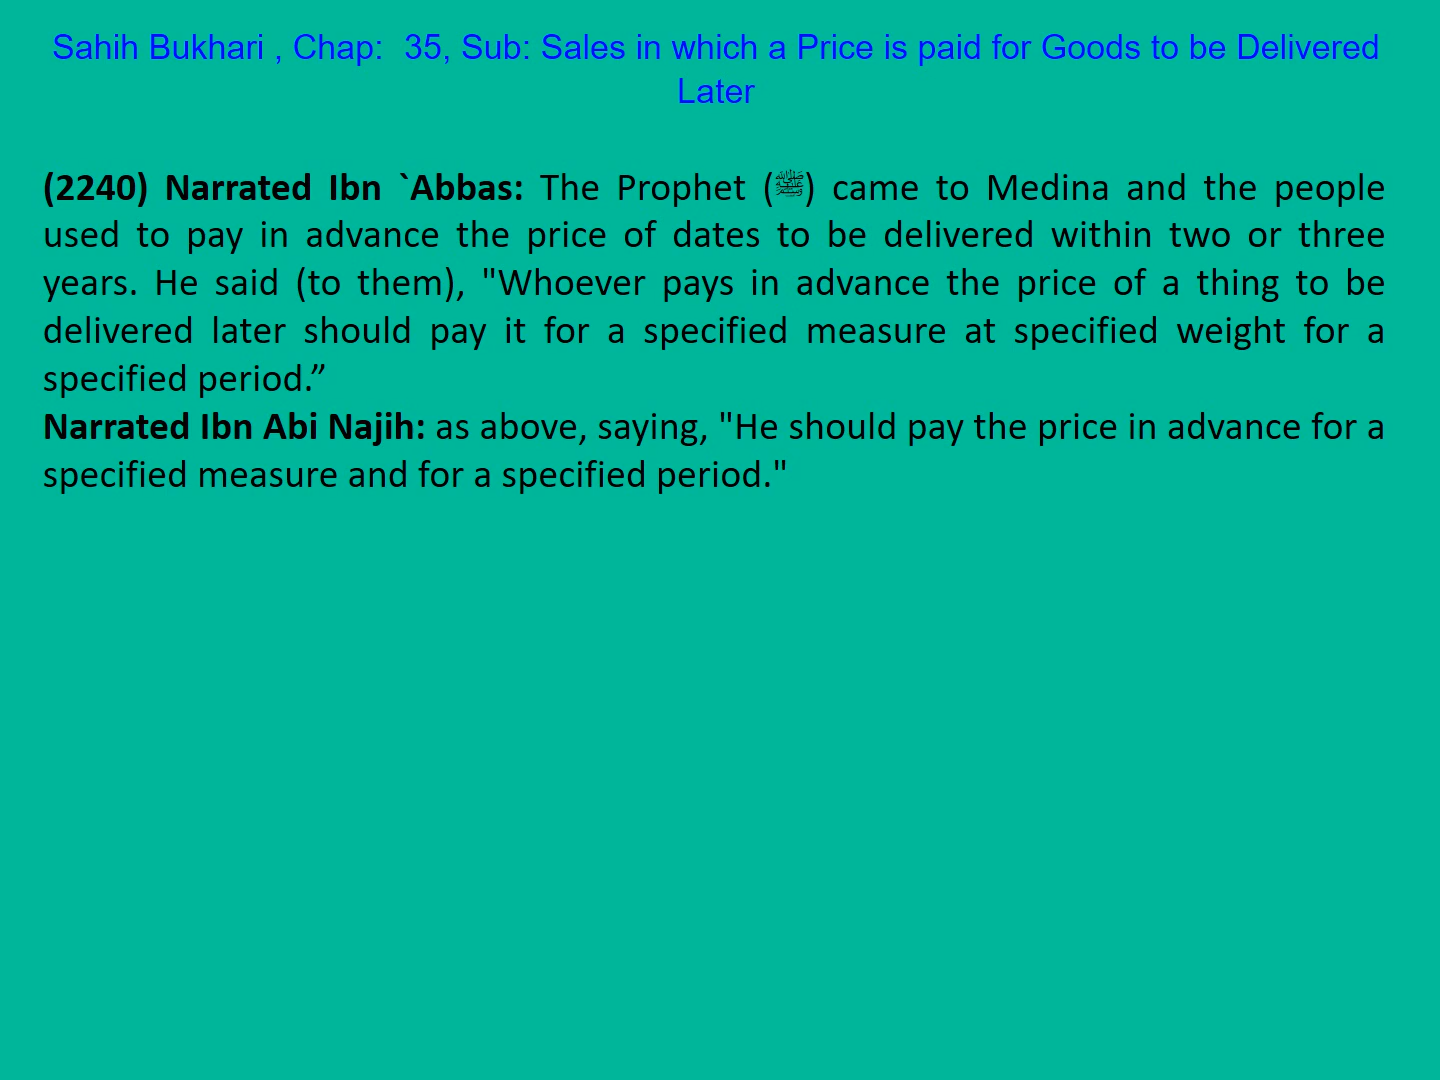 Sahih Bukhari , Chap:  35, Sub: Sales in which a Price is paid for Goods to be Delivered
Later
(2240) Narrated Ibn `Abbas: The Prophet (ﷺ) came to Medina and the people
used to pay in advance the price of dates to be delivered within two or three
years. He said (to them), "Whoever pays in advance the price of a thing to be
delivered later should pay it for a specified measure at specified weight for a
specified period.”
Narrated Ibn Abi Najih: as above, saying, "He should pay the price in advance for a
specified measure and for a specified period."